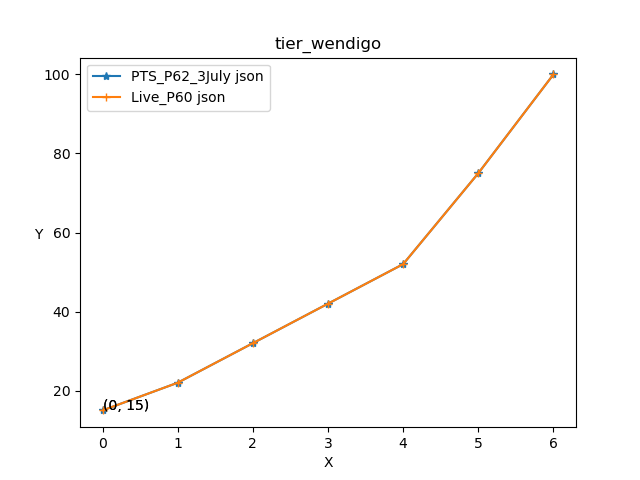 tier_wendigo
PTS_P62_3July json
Live_P60 json
100
80
60
40
20
Y
(0, 15)
0 1 2 3 4 5 6
X